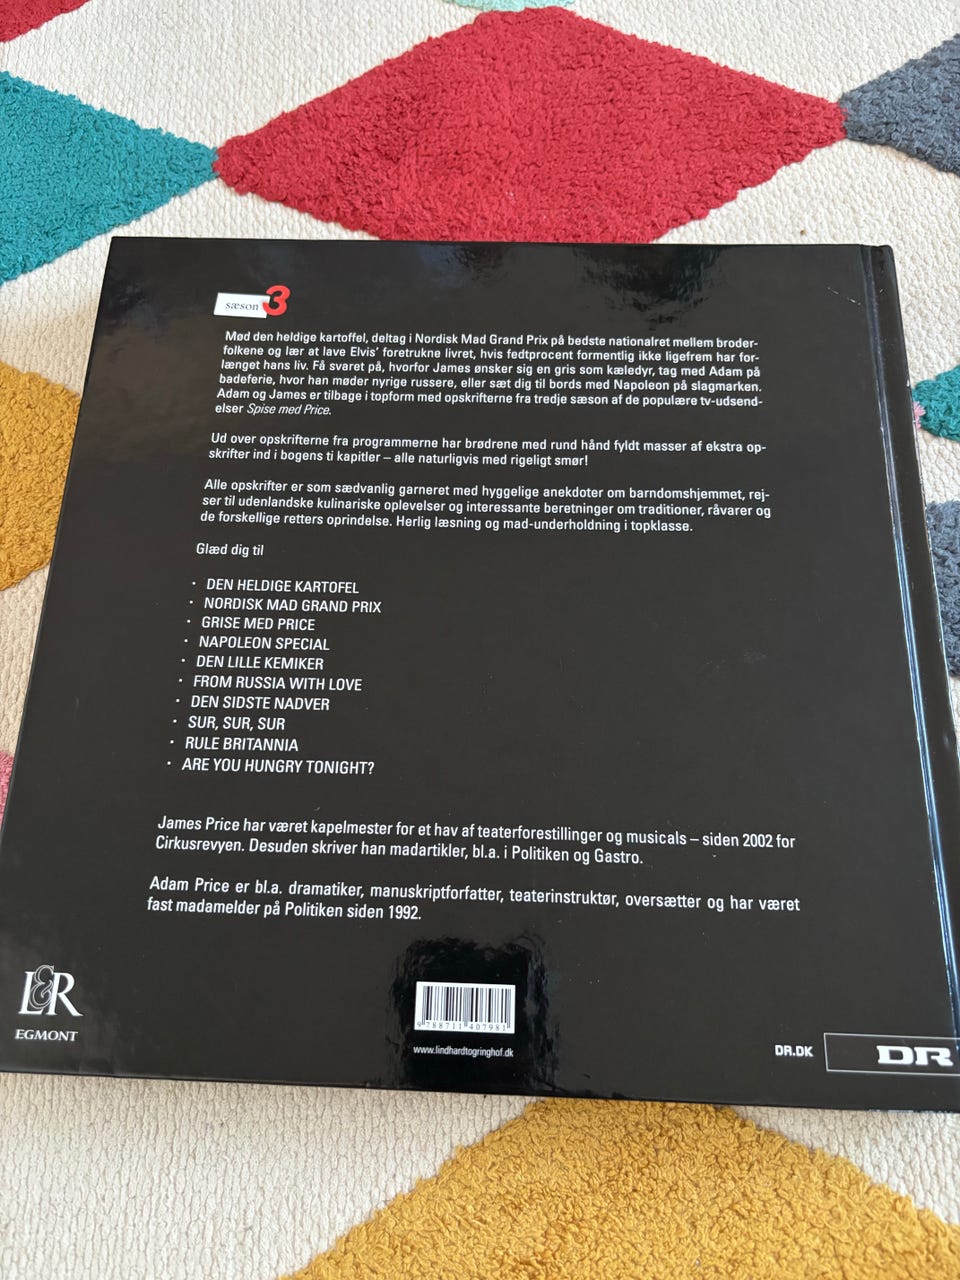 sæson 3
Mød den heldige kartoffel, deltag i Nordisk Mad Grand Prix på bedste nationalret mellem broder-
folkene og lær at lave Elvis' foretrukne livret, hvis fedtprocent formentlig ikke ligefrem har for-
længet hans liv. Få svaret på, hvorfor James ønsker sig en gris som kæledyr, tag med Adam på
badeferie, hvor han møder nyrige russere, eller sæt dig til bords med Napoleon på slagmarken.
Adam og James er tilbage i topform med opskrifterne fra tredje sæson af de populære tv-udsend-
elser Spise med Price.
Ud over opskrifterne fra programmerne har brødrene med rund hånd fyldt masser af ekstra op-
skrifter ind i bogens ti kapitler – alle naturligvis med rigeligt smør!
Alle opskrifter er som sædvanlig garneret med hyggelige anekdoter om barndomshjemmet, rej-
ser til udenlandske kulinariske oplevelser og interessante beretninger om traditioner, råvarer og
de forskellige retters oprindelse. Herlig læsning og mad-underholdning i topklasse.
Glæd dig til
· DEN HELDIGE KARTOFEL
· NORDISK MAD GRAND PRIX
· GRISE MED PRICE
· NAPOLEON SPECIAL
· DEN LILLE KEMIKER
· FROM RUSSIA WITH LOVE
· DEN SIDSTE NADVER
· SUR, SUR, SUR
· RULE BRITANNIA
· ARE YOU HUNGRY TONIGHT?
James Price har været kapelmester for et hav af teaterforestillinger og musicals – siden 2002 for
Cirkusrevyen. Desuden skriver han madartikler, bl.a. i Politiken og Gastro.
Adam Price er bl.a. dramatiker, manuskriptforfatter, teaterinstruktør, oversætter og har været
fast madamelder på Politiken siden 1992.
L&R
EGMONT
9 788711 407981
www.lindhardtogringhof.dk
DR.DK
DR